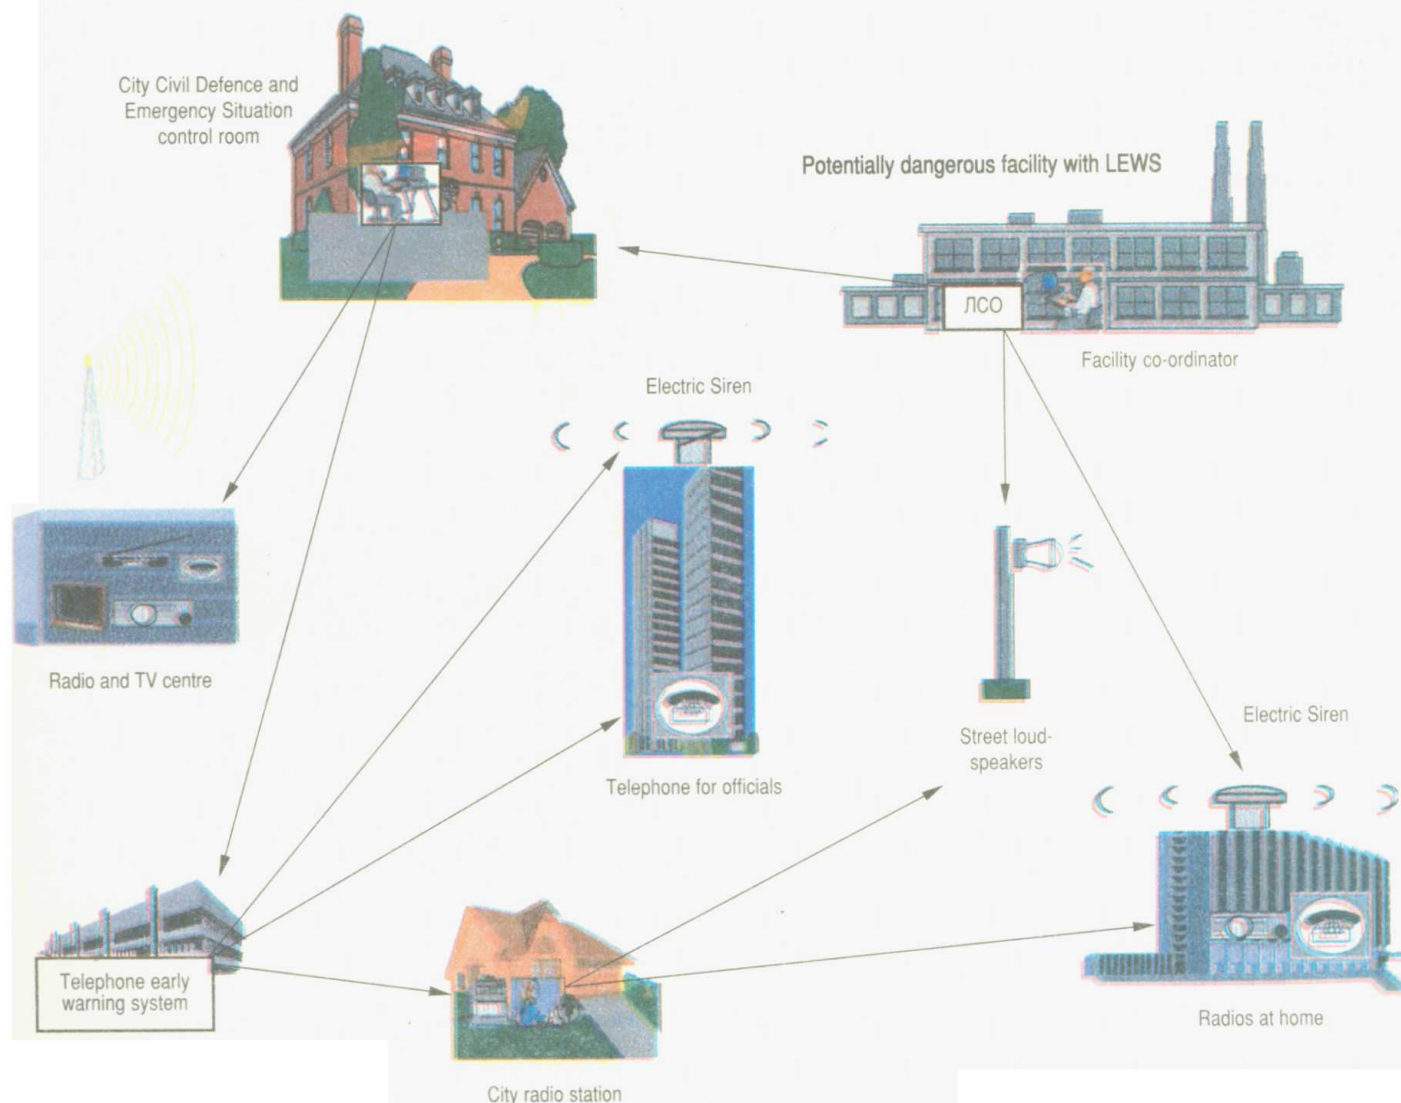 City Civil Defence and
Emergency Situation
control room
Potentially dangerous facility with LEWS
ЛСО
Facility co-ordinator
Electric Siren
Radio and TV centre
Telephone for officials
Street loud-
speakers
Electric Siren
Telephone early
warning system
City radio station
Radios at home